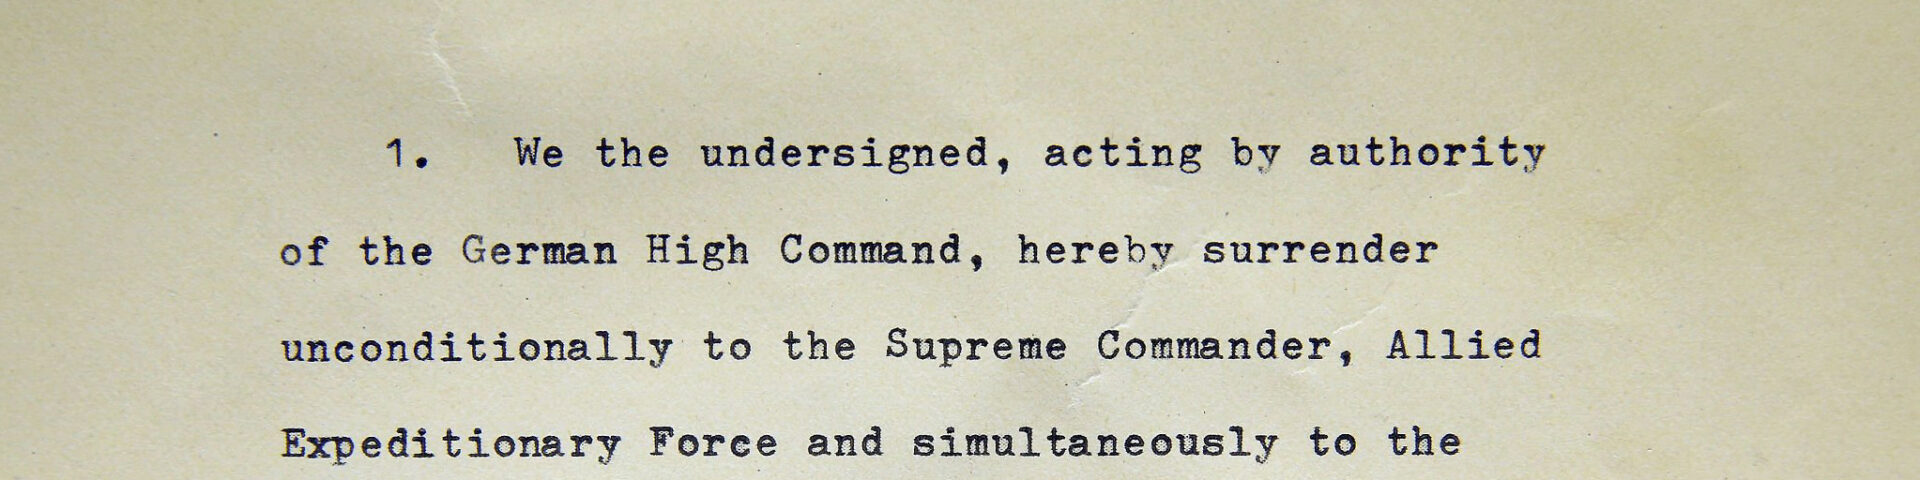 1. We the undersigned, acting by authority
of the German High Command, hereby surrender
unconditionally to the Supreme Commander, Allied
Expeditionary Force and simultaneously to the